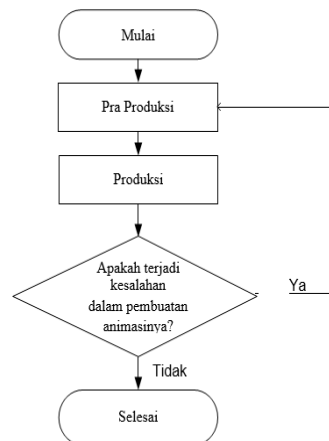 Mulai
Pra Produksi
Produksi
Apakah terjadi
kesalahan
dalam pembuatan
animasinya?
Ya
Tidak
Selesai